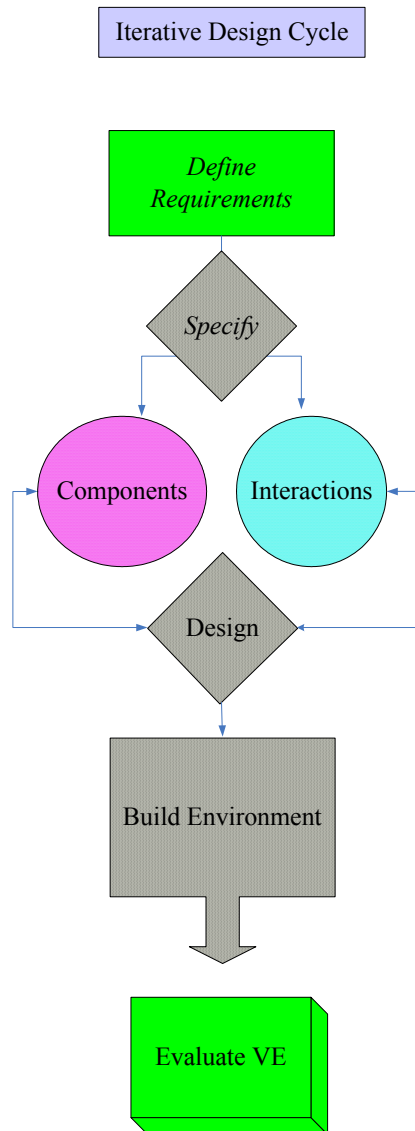 Iterative Design Cycle
Define
Requirements
Specify
Components
Interactions
Design
Build Environment
Evaluate VE